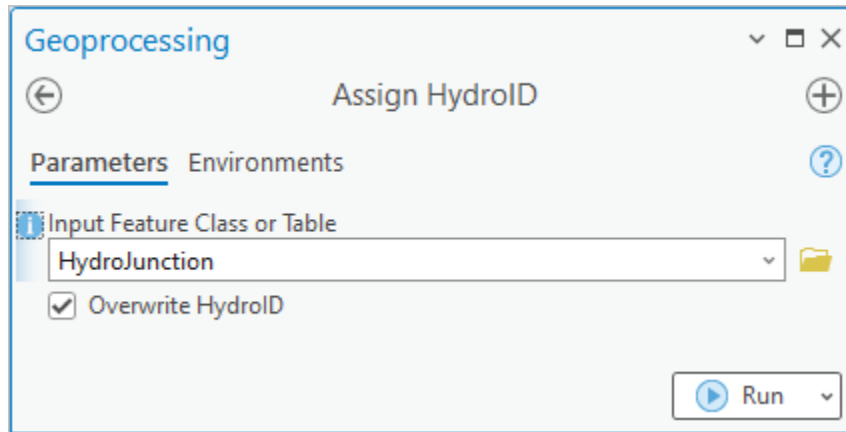 Geoprocessing
Assign HydroID
Parameters Environments
Input Feature Class or Table
HydroJunction
Overwrite HydroID
Run